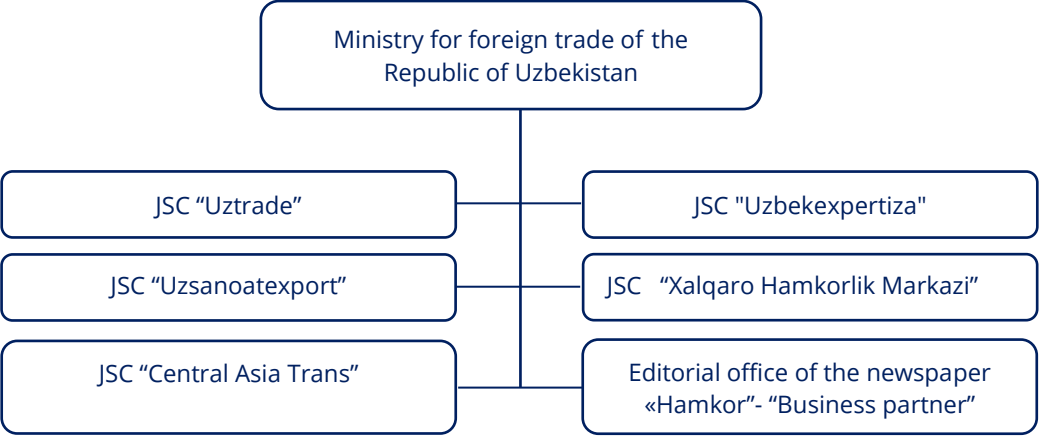 Ministry for foreign trade of the
Republic of Uzbekistan
JSC “Uztrade”
JSC "Uzbekexpertiza"
JSC “Uzsanoatexport”
JSC “Xalqaro Hamkorlik Markazi”
JSC “Central Asia Trans”
Editorial office of the newspaper
«Hamkor”- “Business partner”